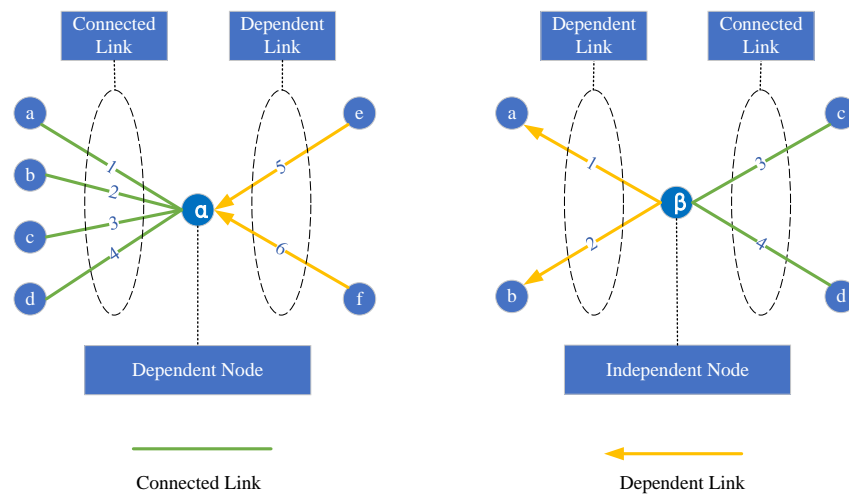 Connected
Link
Dependent
Link
a
b
c
d
1
2
3
4
α
5
6
e
f
Dependent Node
Connected Link
Dependent
Link
Connected
Link
a
b
1
2
β
3
4
c
d
Independent Node
Dependent Link